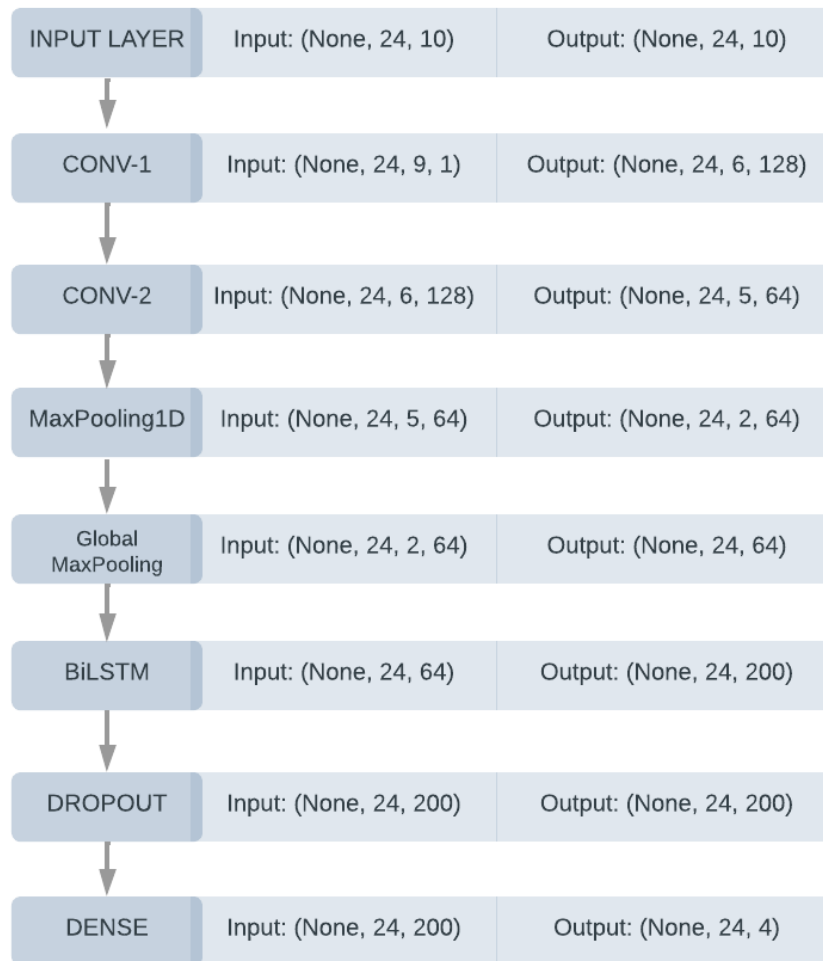 INPUT LAYER Input: (None, 24, 10) Output: (None, 24, 10)
CONV-1 Input: (None, 24, 9, 1) Output: (None, 24, 6, 128)
CONV-2 Input: (None, 24, 6, 128) Output: (None, 24, 5, 64)
MaxPooling1D Input: (None, 24, 5, 64) Output: (None, 24, 2, 64)
Global
MaxPooling Input: (None, 24, 2, 64) Output: (None, 24, 64)
BiLSTM Input: (None, 24, 64) Output: (None, 24, 200)
DROPOUT Input: (None, 24, 200) Output: (None, 24, 200)
DENSE Input: (None, 24, 200) Output: (None, 24, 4)